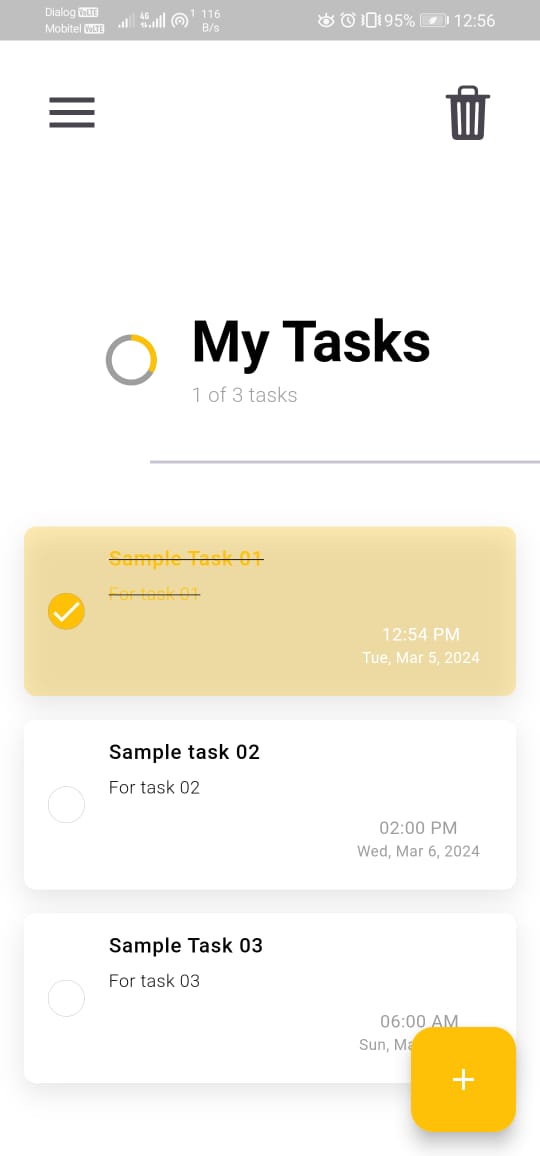 Dialog VoLTE
Mobitel VoLTE
4G
1
116
B/s
95%
12:56
My Tasks
1 of 3 tasks
Sample Task 01
For task 01
12:54 PM
Tue, Mar 5, 2024
Sample task 02
For task 02
02:00 PM
Wed, Mar 6, 2024
Sample Task 03
For task 03
06:00 AM
Sun,
+